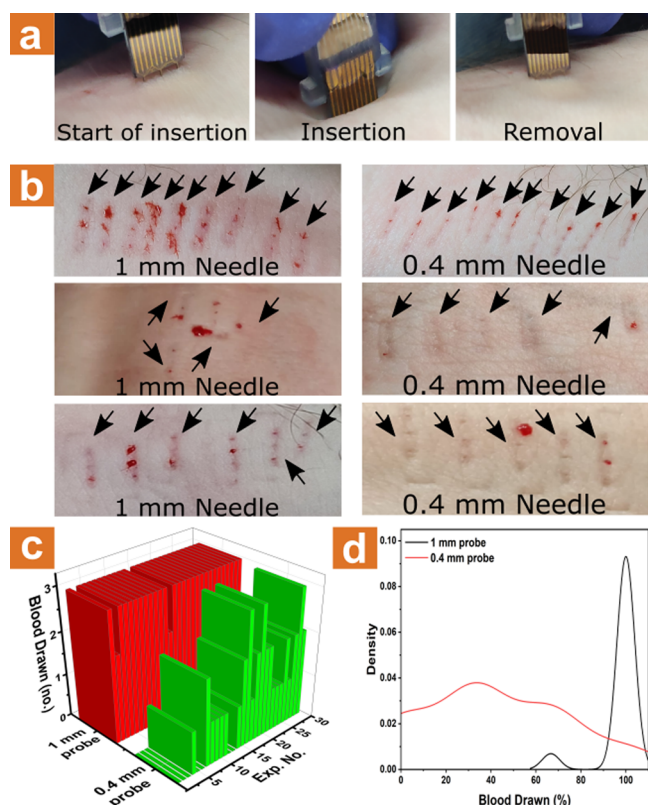 a
Start of insertion
Insertion
Removal
b
1 mm Needle
0.4 mm Needle
1 mm Needle
0.4 mm Needle
1 mm Needle
0.4 mm Needle
c
3
2
1
0
Blood Drawn (no.)
1 mm
probe
0.4 mm
probe
5
10
15
20
25
30
Exp. No.
d
1 mm probe
0.4 mm probe
0.10
0.08
0.06
0.04
0.02
0.00
Density
0 20 40 60 80 100
Blood Drawn (%)